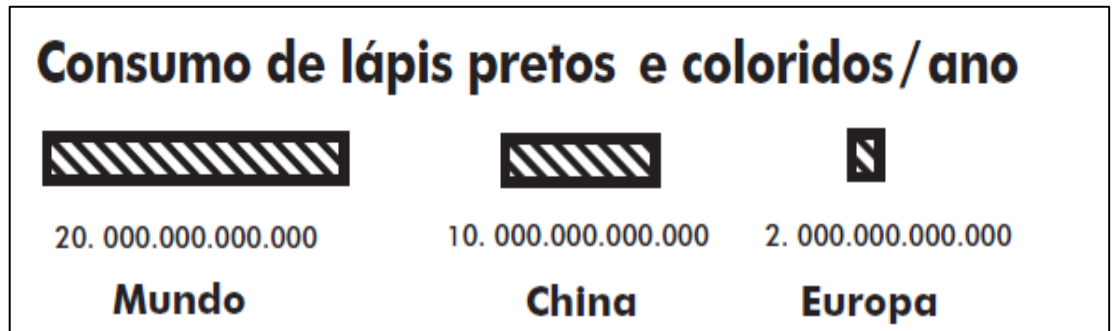 Consumo de lápis pretos e coloridos/ano
20. 000.000.000.000 10. 000.000.000.000 2. 000.000.000.000
Mundo China Europa